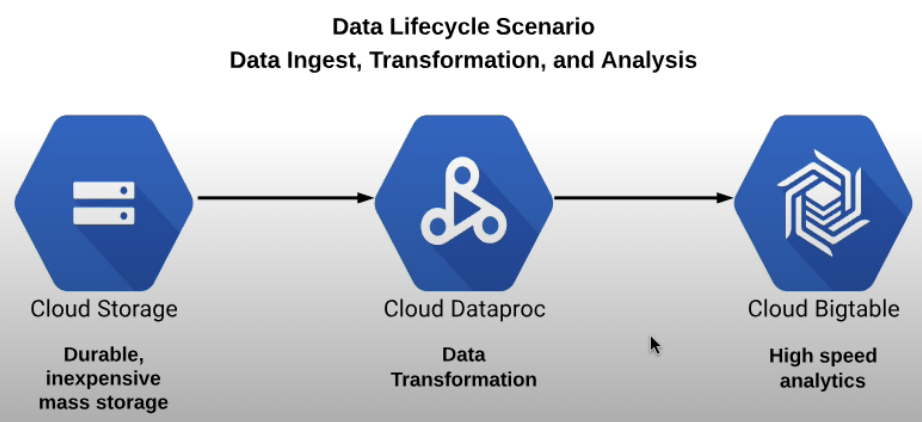 Data Lifecycle Scenario
Data Ingest, Transformation, and Analysis
Cloud Storage
Durable,
inexpensive
mass storage
Cloud Dataproc
Data
Transformation
Cloud Bigtable
High speed
analytics